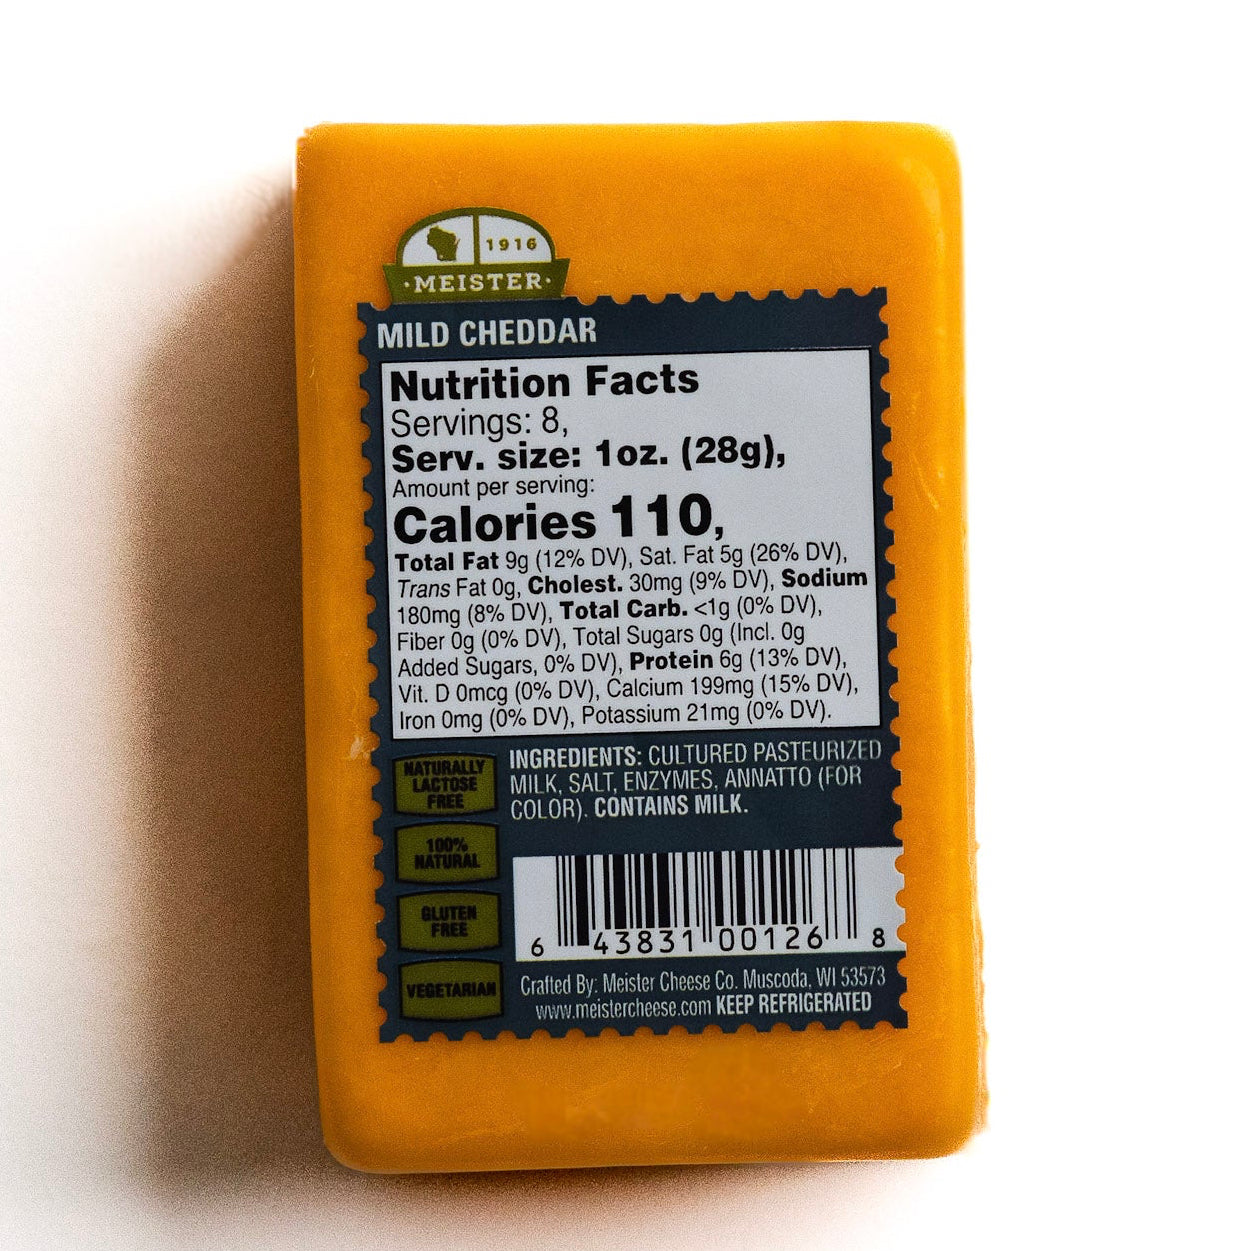 1916
·MEISTER·
MILD CHEDDAR
Nutrition Facts
Servings: 8,
Serv. size: 1oz. (28g),
Amount per serving:
Calories 110,
Total Fat 9g (12% DV), Sat. Fat 5g (26% DV),
Trans Fat 0g, Cholest. 30mg (9% DV), Sodium
180mg (8% DV), Total Carb. <1g (0% DV),
Fiber 0g (0% DV), Total Sugars 0g (Incl. 0g
Added Sugars, 0% DV), Protein 6g (13% DV),
Vit. D 0mcg (0% DV), Calcium 199mg (15% DV),
Iron 0mg (0% DV), Potassium 21mg (0% DV).
NATURALLY
LACTOSE
FREE
100%
NATURAL
GLUTEN
FREE
VEGETARIAN
INGREDIENTS: CULTURED PASTEURIZED
MILK, SALT, ENZYMES, ANNATTO (FOR
COLOR). CONTAINS MILK.
6 43831 00126 8
Crafted By: Meister Cheese Co. Muscoda, WI 53573
www.meistercheese.com KEEP REFRIGERATED